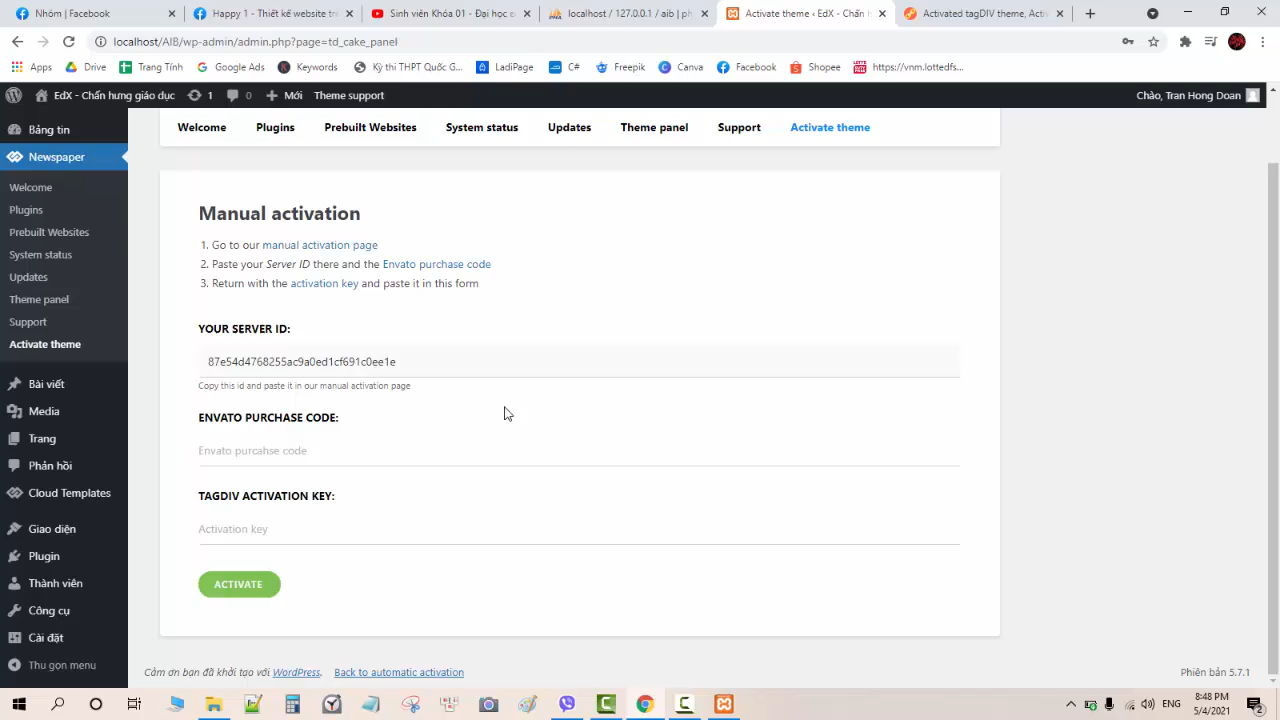 Nhóm | Facebook
Page 1 - Thiết kế website tr
Sinh viên Khóa 11 - Đại học c
localhost / 127.0.0.1 / aib | ph
Activate theme ‹ EdX - Chấn h
Activated tagDIV theme, Activ
localhost/AIB/wp-admin/admin.php?page=td_cake_panel
Apps
Drive
Trang Tính
Google Ads
Keywords
Kỳ thi THPT Quốc G...
LadiPage
C#
Freepik
Canva
Facebook
Shopee
https://vnm.lottedfs...
EdX - Chấn hưng giáo dục
1
0
Mới
Theme support
Chào, Tran Hong Doan
Bảng tin
Newspaper
Welcome
Plugins
Prebuilt Websites
System status
Updates
Theme panel
Support
Activate theme
Bài viết
Media
Trang
Phản hồi
Cloud Templates
Giao diện
Plugin
Thành viên
Công cụ
Cài đặt
Thu gọn menu
Welcome
Plugins
Prebuilt Websites
System status
Updates
Theme panel
Support
Activate theme
Manual activation
1. Go to our manual activation page
2. Paste your Server ID there and the Envato purchase code
3. Return with the activation key and paste it in this form
YOUR SERVER ID:
87e54d4768255ac9a0ed1cf691c0ee1e
Copy this id and paste it in our manual activation page
ENVATO PURCHASE CODE:
Envato purcahse code
TAGDIV ACTIVATION KEY:
Activation key
ACTIVATE
Cảm ơn bạn đã khởi tạo với WordPress.
Back to automatic activation
Phiên bản 5.7.1
8:48 PM
5/4/2021